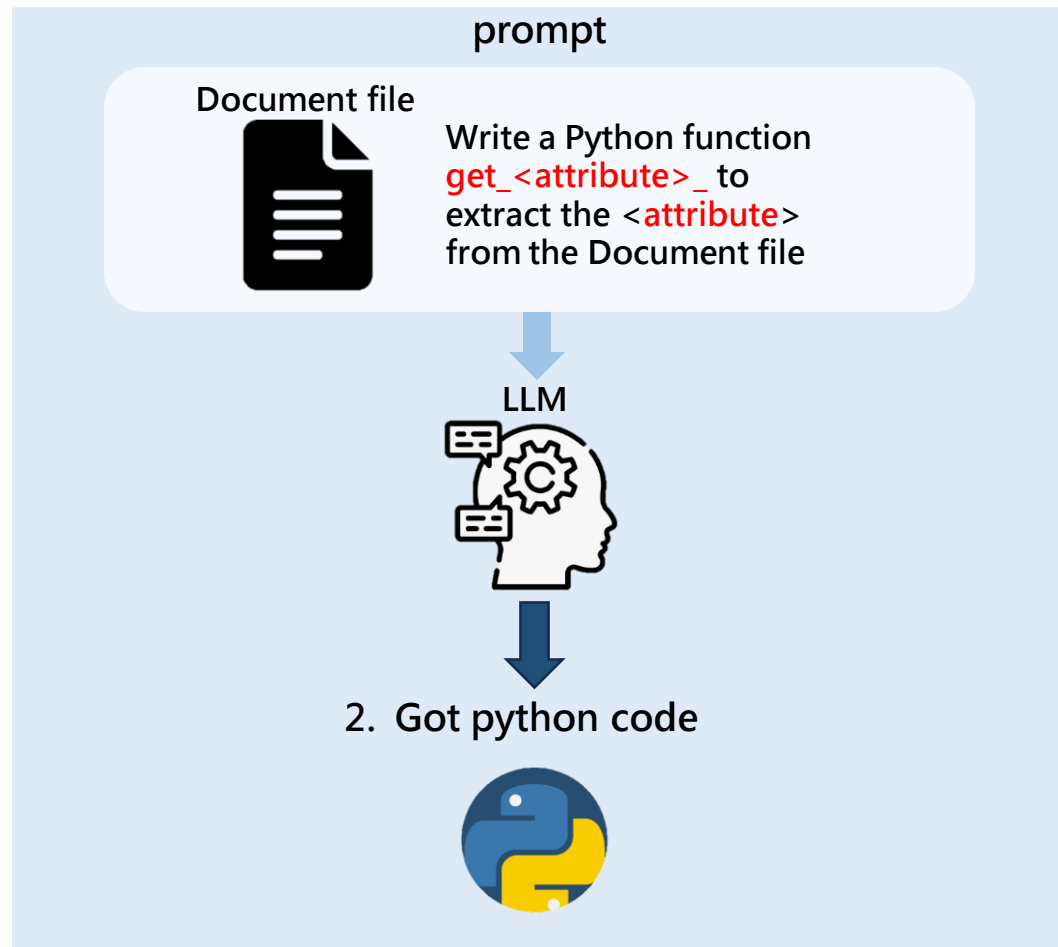 prompt
Document file
Write a Python function
get_<attribute>_ to
extract the <attribute>
from the Document file
LLM
2. Got python code